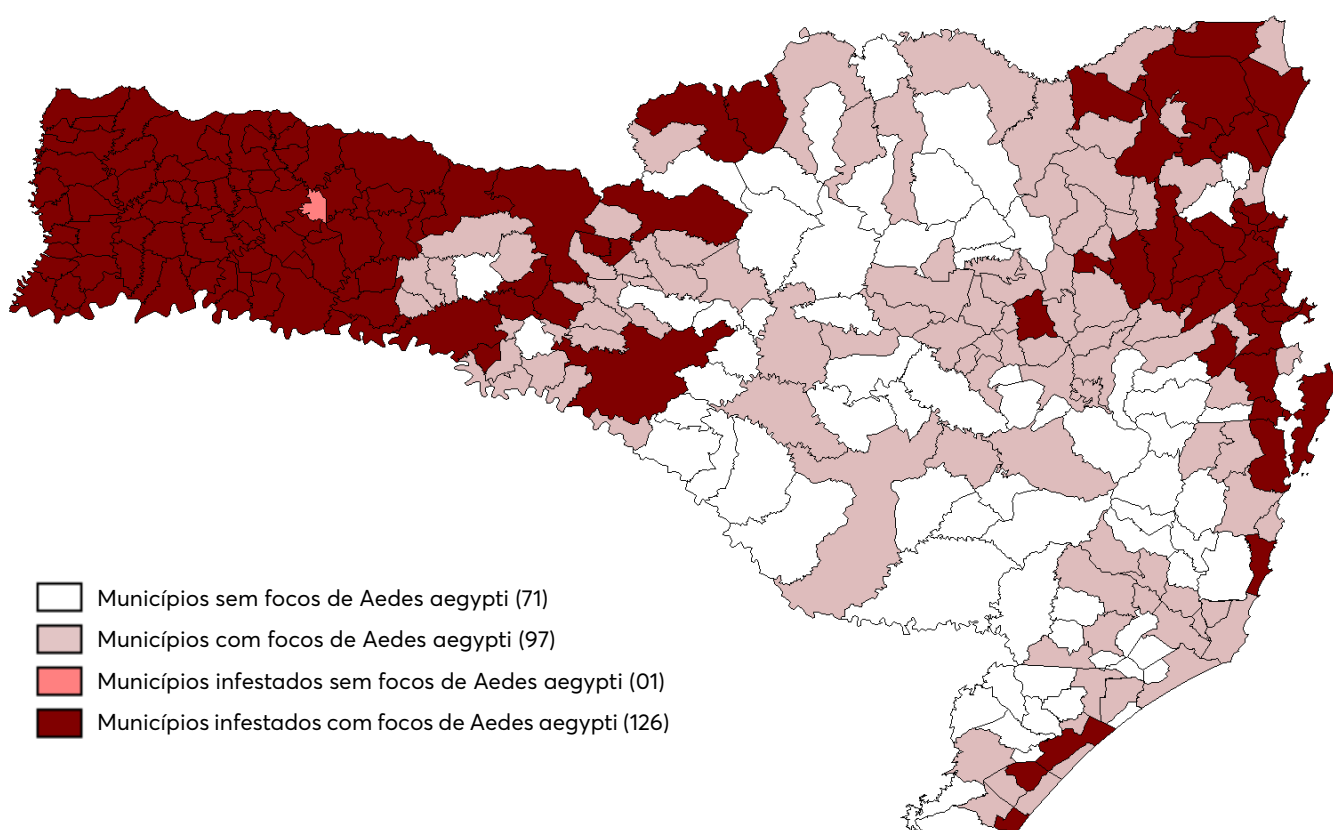 Municípios sem focos de Aedes aegypti (71)
Municípios com focos de Aedes aegypti (97)
Municípios infestados sem focos de Aedes aegypti (01)
Municípios infestados com focos de Aedes aegypti (126)